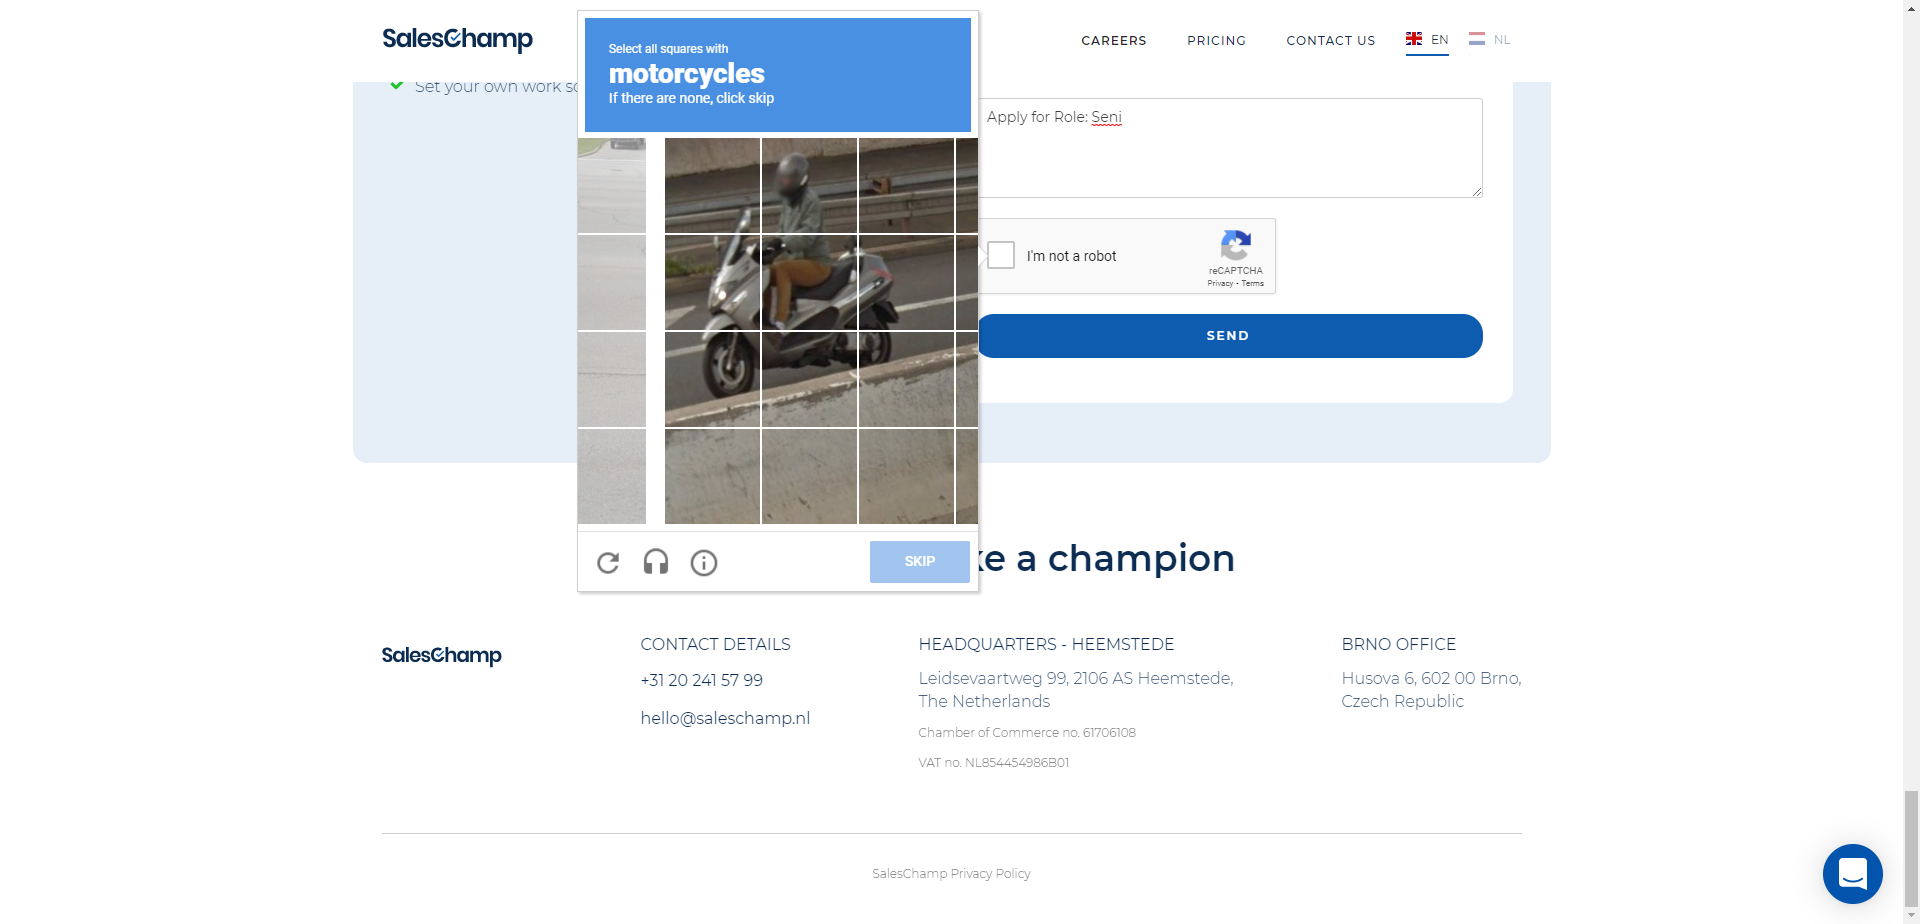 SalesChamp
CAREERS
PRICING
CONTACT US
EN
NL
Set your own work
Select all squares with
motorcycles
If there are none, click skip
Apply for Role: Seni
I'm not a robot
reCAPTCHA
Privacy - Terms
SEND
SKIP
a champion
SalesChamp
CONTACT DETAILS
+31 20 241 57 99
hello@saleschamp.nl
HEADQUARTERS - HEEMSTEDE
Leidsevaartweg 99, 2106 AS Heemstede,
The Netherlands
Chamber of Commerce no. 61706108
VAT no. NL854454986B01
BRNO OFFICE
Husova 6, 602 00 Brno,
Czech Republic
SalesChamp Privacy Policy